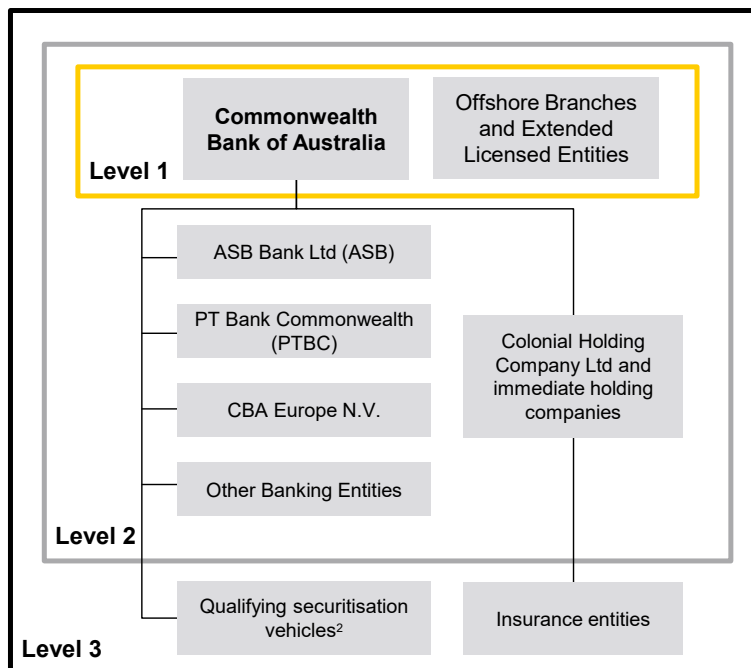 Commonwealth
Bank of Australia
Offshore Branches
and Extended
Licensed Entities
Level 1
ASB Bank Ltd (ASB)
PT Bank Commonwealth
(PTBC)
CBA Europe N.V.
Other Banking Entities
Colonial Holding
Company Ltd and
immediate holding
companies
Level 2
Qualifying securitisation
vehicles²
Insurance entities
Level 3